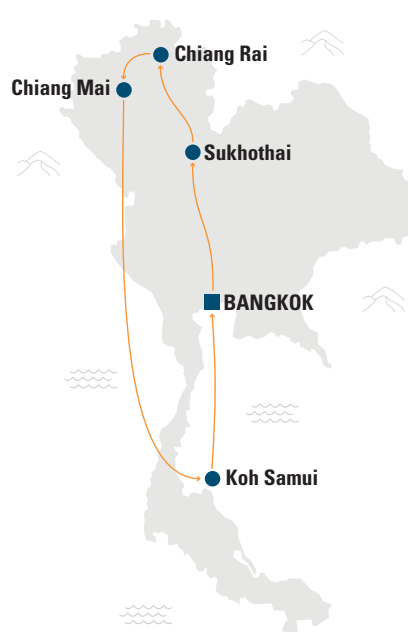 Chiang Rai
Chiang Mai
Sukhothai
BANGKOK
Koh Samui